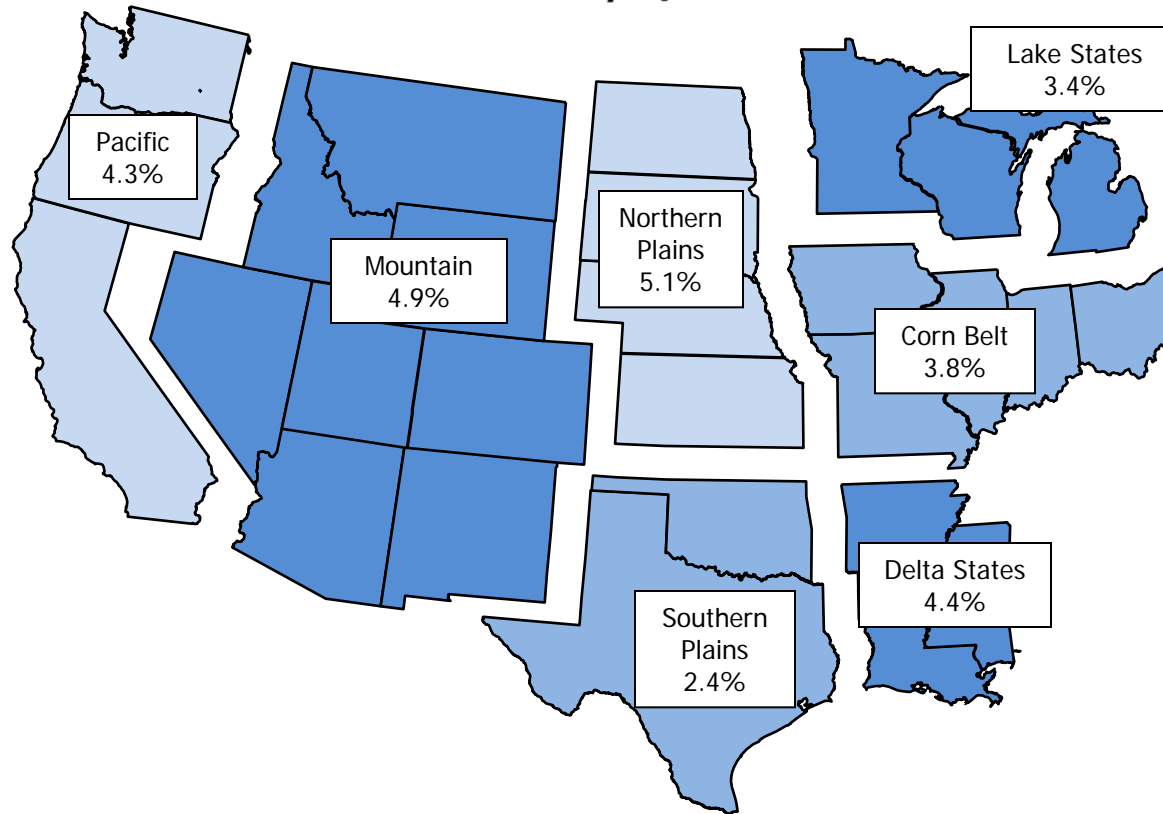 Lake States
3.4%
Pacific
4.3%
Northern
Plains
5.1%
Mountain
4.9%
Corn Belt
3.8%
Delta States
4.4%
Southern
Plains
2.4%